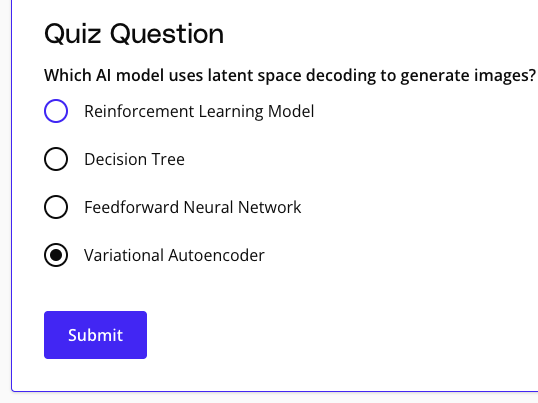 Quiz Question
Which AI model uses latent space decoding to generate images?
Reinforcement Learning Model
Decision Tree
Feedforward Neural Network
Variational Autoencoder
Submit